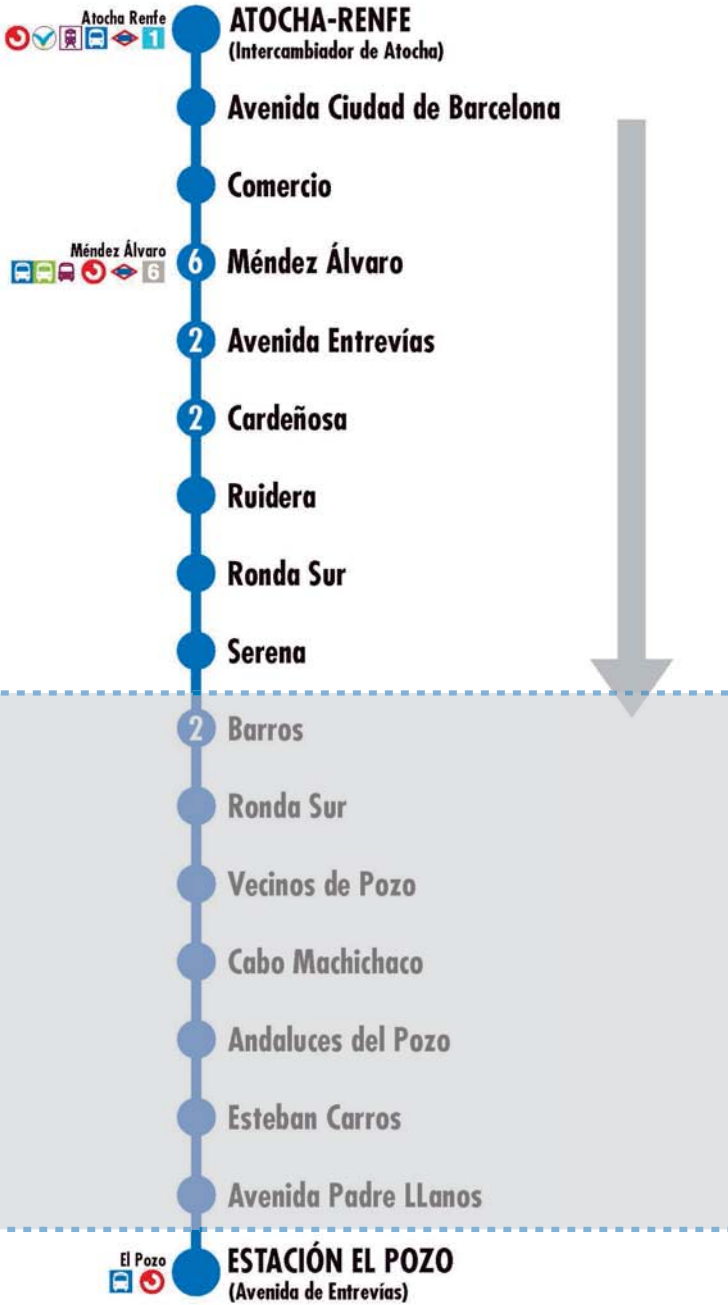 Atocha Renfe
1
ATOCHA-RENFE
(Intercambiador de Atocha)
Avenida Ciudad de Barcelona
Comercio
Méndez Álvaro
6
6 Méndez Álvaro
2 Avenida Entrevías
2 Cardeñosa
Ruidera
Ronda Sur
Serena
2 Barros
Ronda Sur
Vecinos de Pozo
Cabo Machichaco
Andaluces del Pozo
Esteban Carros
Avenida Padre LLanos
El Pozo
ESTACIÓN EL POZO
(Avenida de Entrevías)